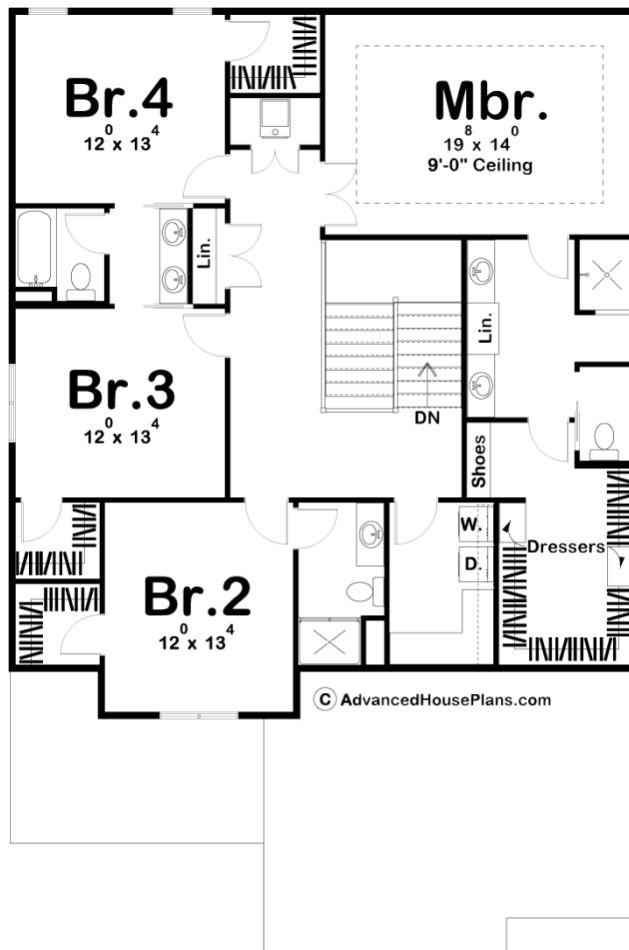 Br.4
12⁰ x 13⁴
Mbr.
19⁸ x 14⁰
9'-0" Ceiling
Lin.
Lin.
Br.3
12⁰ x 13⁴
DN
Shoes
W.
D.
Dressers
Br.2
12⁰ x 13⁴
© AdvancedHousePlans.com